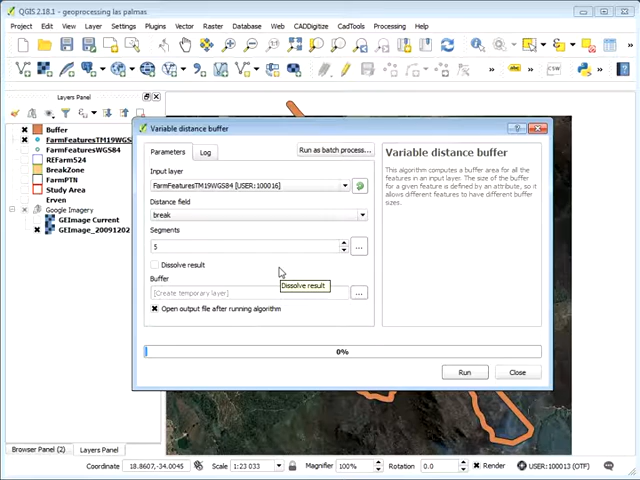 QGIS 2.18.1 - geoprocessing las palmas
Project Edit View Layer Settings Plugins Vector Raster Database Web CADDigitize CadTools Processing Help
Layers Panel
Buffer
FarmFeaturesTM19WGS
FarmFeaturesWGS84
REFarm524
BreakZone
FarmPTN
Study Area
Erven
Google Imagery
GEImage Current
GEImage_20091202
Variable distance buffer
Parameters
Log
Run as batch process...
Input layer
FarmFeaturesTM19WGS84 [USER:100016]
Distance field
break
Segments
5
...
Dissolve result
Dissolve result
Buffer
[Create temporary layer]
...
Open output file after running algorithm
Variable distance buffer
This algorithm computes a buffer area for all the
features in an input layer. The size of the buffer
for a given feature is defined by an attribute, so it
allows different features to have different buffer
sizes.
0%
Run
Close
Browser Panel (2)
Layers Panel
Coordinate 18.8607,-34.0045 Scale 1:23 033 Magnifier 100% Rotation 0.0 Render USER:100013 (OTF)